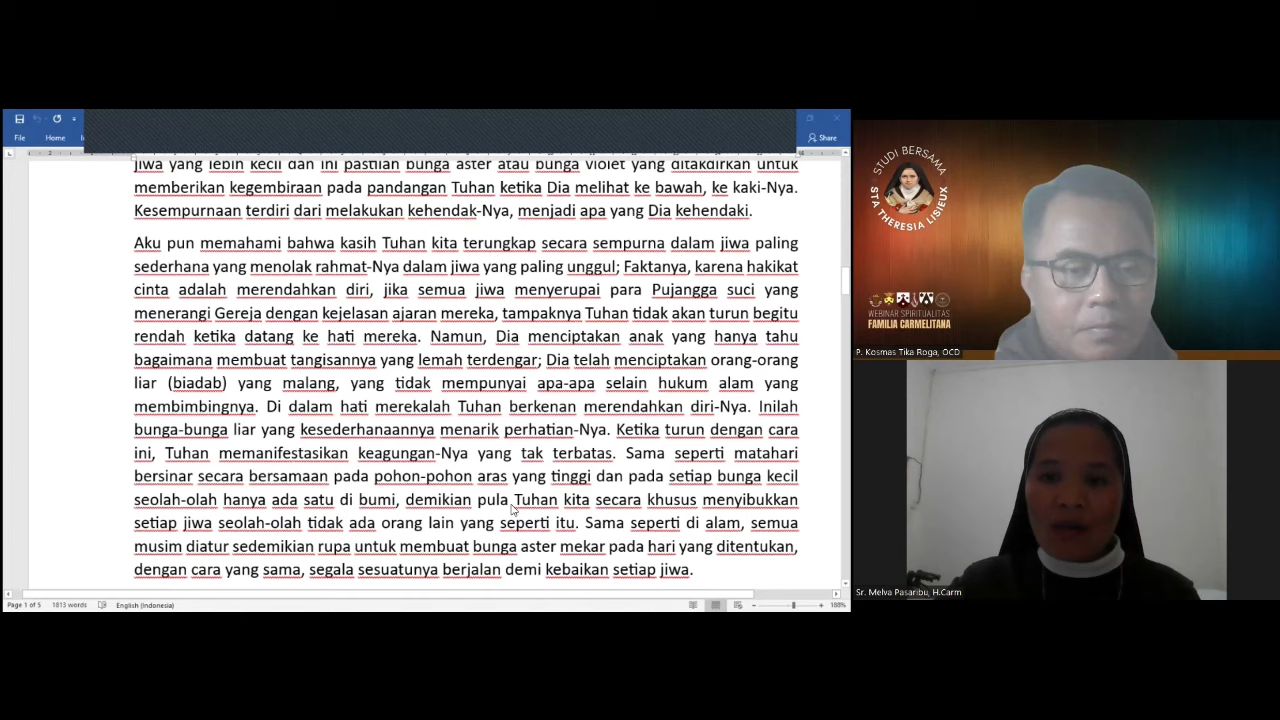 File Home Share
jiwa yang lebih kecil dan ini pastilah bunga aster atau bunga violet yang ditakdirkan untuk
memberikan kegembiraan pada pandangan Tuhan ketika Dia melihat ke bawah, ke kaki-Nya.
Kesempurnaan terdiri dari melakukan kehendak-Nya, menjadi apa yang Dia kehendaki.
Aku pun memahami bahwa kasih Tuhan kita terungkap secara sempurna dalam jiwa paling
sederhana yang menolak rahmat-Nya dalam jiwa yang paling unggul; Faktanya, karena hakikat
cinta adalah merendahkan diri, jika semua jiwa menyerupai para Pujangga suci yang
menerangi Gereja dengan kejelasan ajaran mereka, tampaknya Tuhan tidak akan turun begitu
rendah ketika datang ke hati mereka. Namun, Dia menciptakan anak yang hanya tahu
bagaimana membuat tangisannya yang lemah terdengar; Dia telah menciptakan orang-orang
liar (biadab) yang malang, yang tidak mempunyai apa-apa selain hukum alam yang
membimbingnya. Di dalam hati merekalah Tuhan berkenan merendahkan diri-Nya. Inilah
bunga-bunga liar yang kesederhanaannya menarik perhatian-Nya. Ketika turun dengan cara
ini, Tuhan memanifestasikan keagungan-Nya yang tak terbatas. Sama seperti matahari
bersinar secara bersamaan pada pohon-pohon aras yang tinggi dan pada setiap bunga kecil
seolah-olah hanya ada satu di bumi, demikian pula Tuhan kita secara khusus menyibukkan
setiap jiwa seolah-olah tidak ada orang lain yang seperti itu. Sama seperti di alam, semua
musim diatur sedemikian rupa untuk membuat bunga aster mekar pada hari yang ditentukan,
dengan cara yang sama, segala sesuatunya berjalan demi kebaikan setiap jiwa.
Page 1 of 5 1813 words English (Indonesia) 188%
STUDI BERSAMA
STA THERESIA LISIEUX
WEBINAR SPIRITUALITAS
FAMILIA CARMELITANA
P. Kosmas Tika Roga, OCD
Sr. Melva Pasaribu, H.Carm